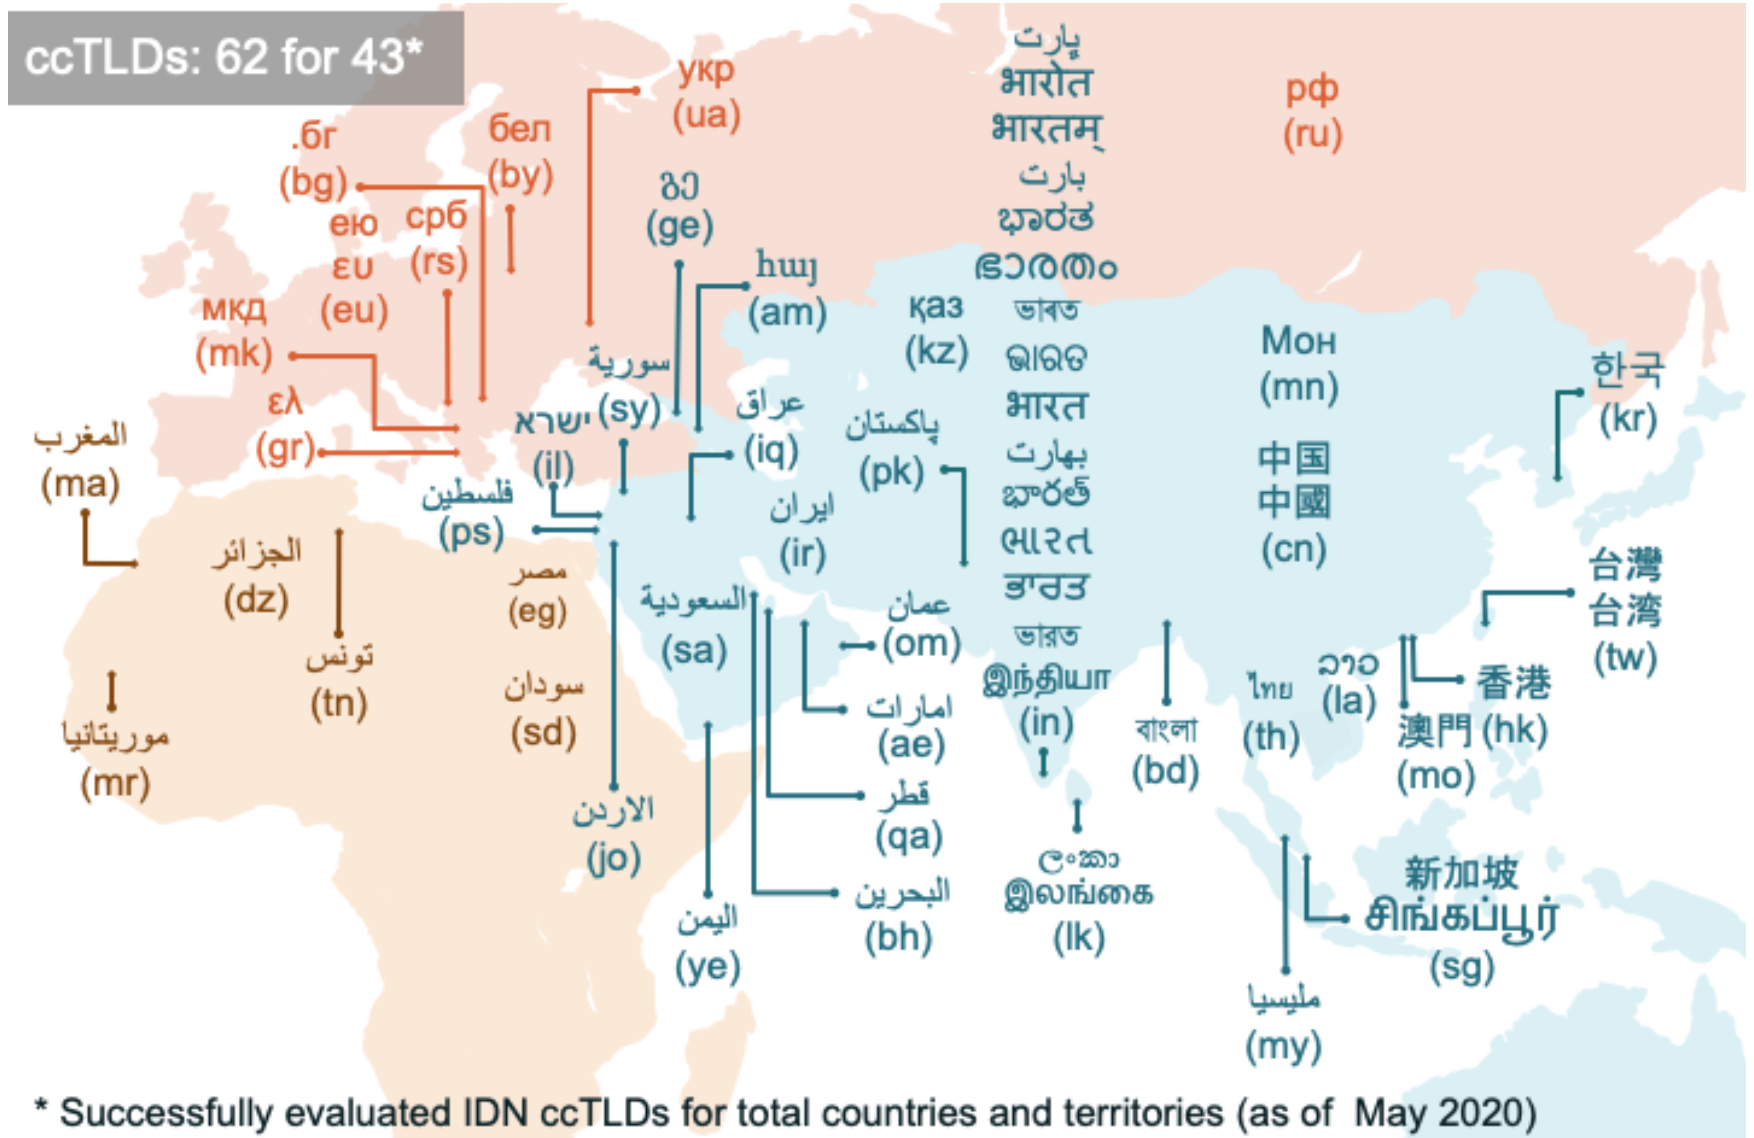 ccTLDs: 62 for 43*
укр
(ua)
.бг
(bg)
бел
(by)
ею
ευ
(eu)
срб
(rs)
мкд
(mk)
ελ
(gr)
рф
(ru)
გე
(ge)
հայ
(am)
سورية
(sy)
ישרא
(il)
عراق
(iq)
فلسطين
(ps)
ايران
(ir)
қаз
(kz)
پاکستان
(pk)
ڀارت
भारोत
भारतम्
بارت
ಭಾರತ
ഭാരതം
ভাৰত
ଭାରତ
भारत
بھارت
భారత్
ભારત
ਭਾਰਤ
ভারত
இந்தியா
(in)
Мон
(mn)
中国
中國
(cn)
한국
(kr)
台灣
台湾
(tw)
香港
(hk)
澳門
(mo)
ລາວ
(la)
ไทย
(th)
বাংলা
(bd)
المغرب
(ma)
الجزائر
(dz)
تونس
(tn)
موريتانيا
(mr)
مصر
(eg)
سودان
(sd)
السعودية
(sa)
عمان
(om)
امارات
(ae)
قطر
(qa)
البحرين
(bh)
الاردن
(jo)
اليمن
(ye)
ලංකා
இலங்கை
(lk)
新加坡
சிங்கப்பூர்
(sg)
مليسيا
(my)
* Successfully evaluated IDN ccTLDs for total countries and territories (as of May 2020)